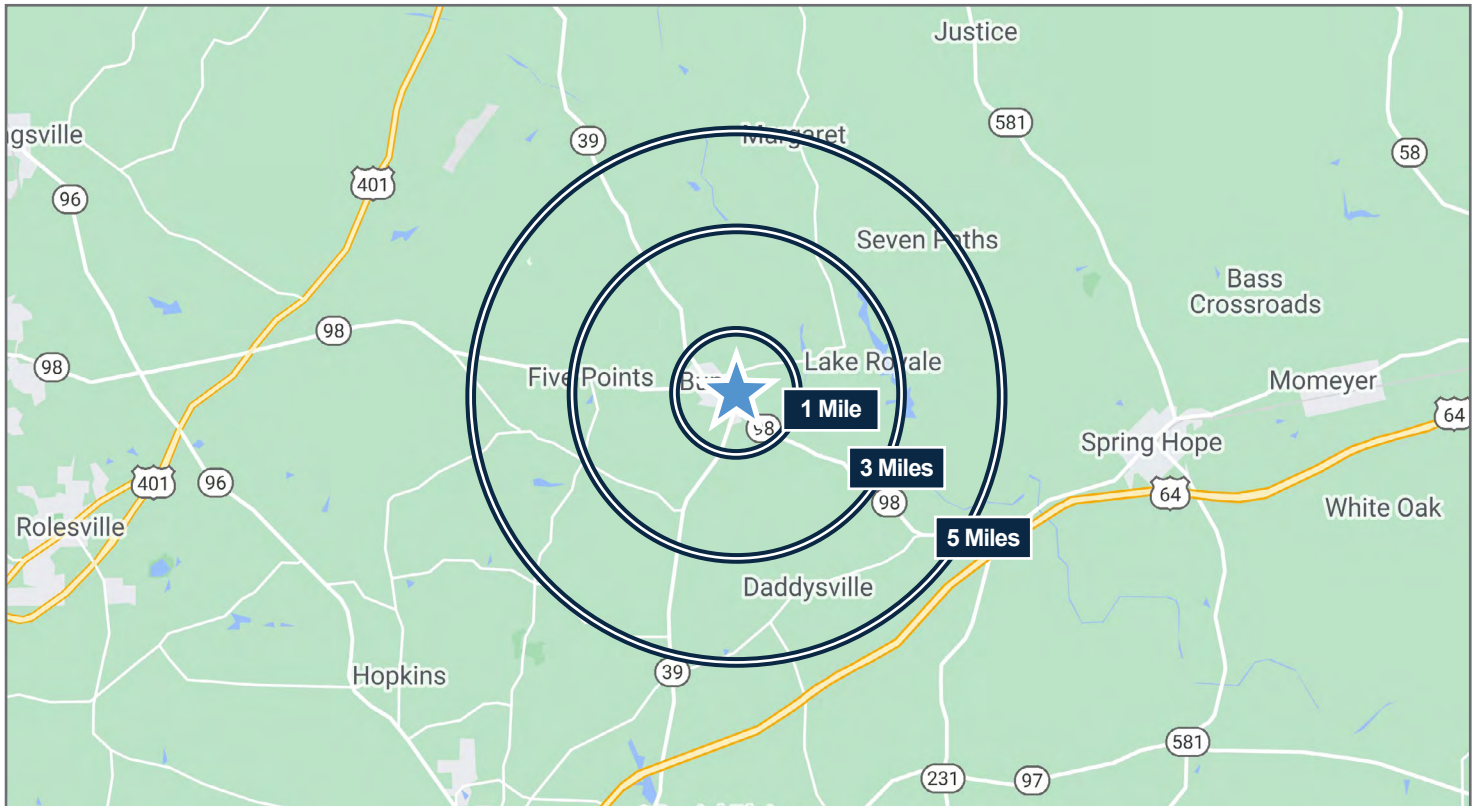 Justice
581
39
Margaret
ngsville
58
401
96
Seven Paths
Bass
Crossroads
98
98
Lake Royale
Five Points
Momeyer
1 Mile
64
98
Spring Hope
3 Miles
401
96
64
98
White Oak
Rolesville
5 Miles
Daddysville
Hopkins
39
581
231
97